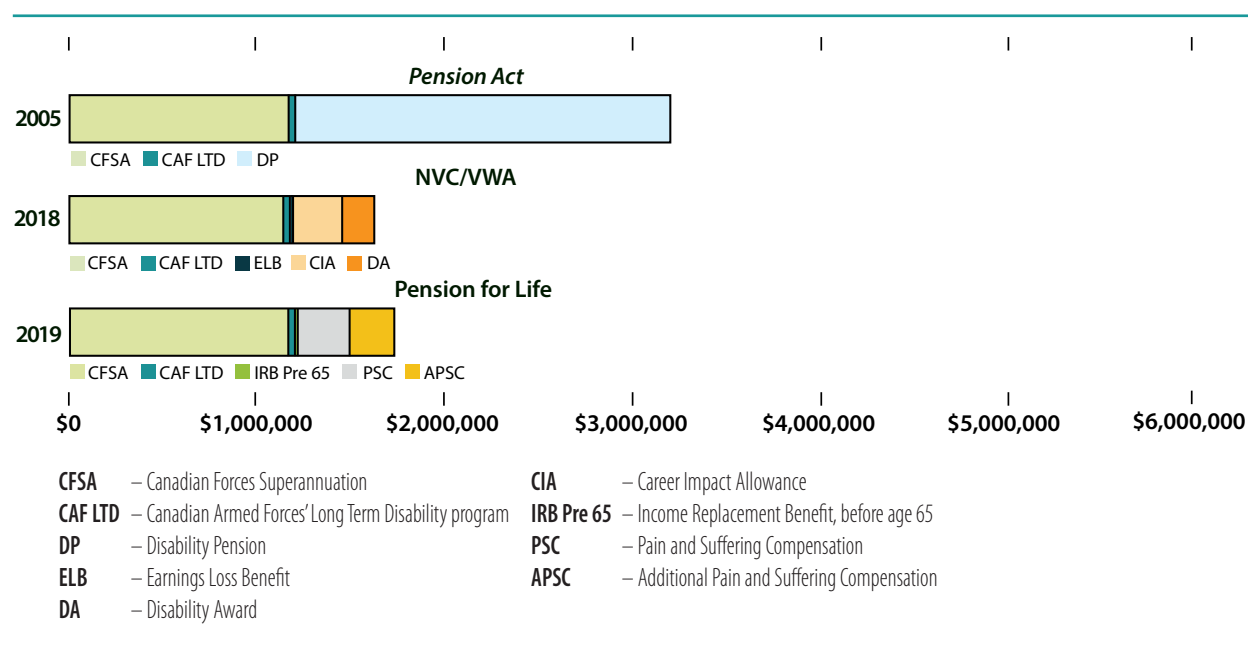 Pension Act
2005
CFSA CAF LTD DP
NVC/VWA
2018
CFSA CAF LTD ELB CIA DA
Pension for Life
2019
CFSA CAF LTD IRB Pre 65 PSC APSC
$0 $1,000,000 $2,000,000 $3,000,000 $4,000,000 $5,000,000 $6,000,000
CFSA – Canadian Forces Superannuation
CAF LTD – Canadian Armed Forces’ Long Term Disability program
DP – Disability Pension
ELB – Earnings Loss Benefit
DA – Disability Award
CIA – Career Impact Allowance
IRB Pre 65 – Income Replacement Benefit, before age 65
PSC – Pain and Suffering Compensation
APSC – Additional Pain and Suffering Compensation